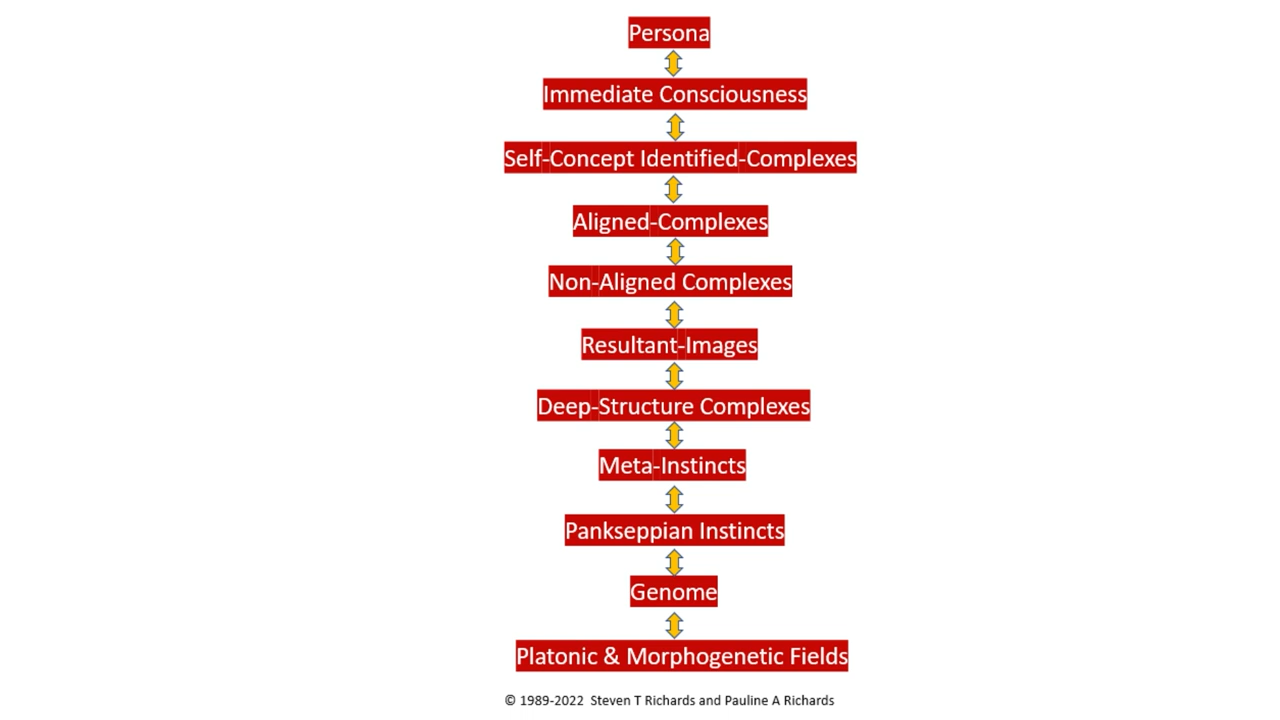 Persona
Immediate Consciousness
Self-Concept Identified-Complexes
Aligned-Complexes
Non-Aligned Complexes
Resultant-Images
Deep-Structure Complexes
Meta-Instincts
Pankseppian Instincts
Genome
Platonic & Morphogenetic Fields
© 1989-2022 Steven T Richards and Pauline A Richards